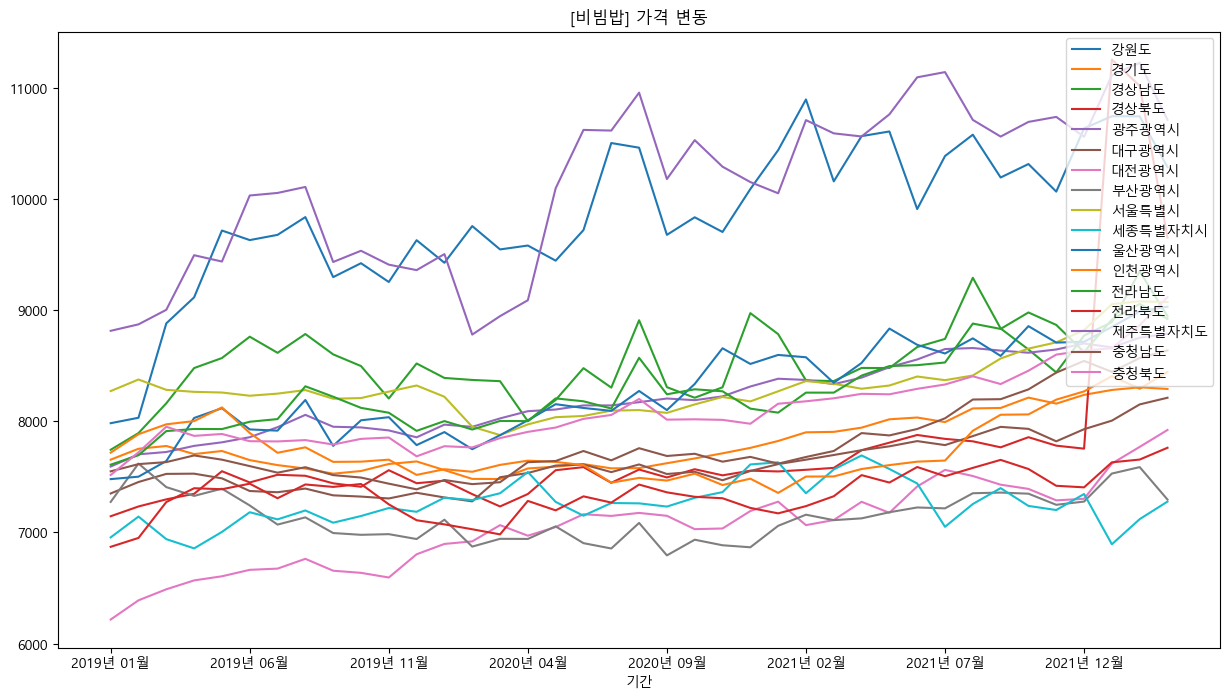 [비빔밥] 가격 변동
11000
10000
9000
8000
7000
6000
강원도
경기도
경상남도
경상북도
광주광역시
대구광역시
대전광역시
부산광역시
서울특별시
세종특별자치시
울산광역시
인천광역시
전라남도
전라북도
제주특별자치도
충청남도
충청북도
2019년 01월 2019년 06월 2019년 11월 2020년 04월 2020년 09월 2021년 02월 2021년 07월 2021년 12월
기간